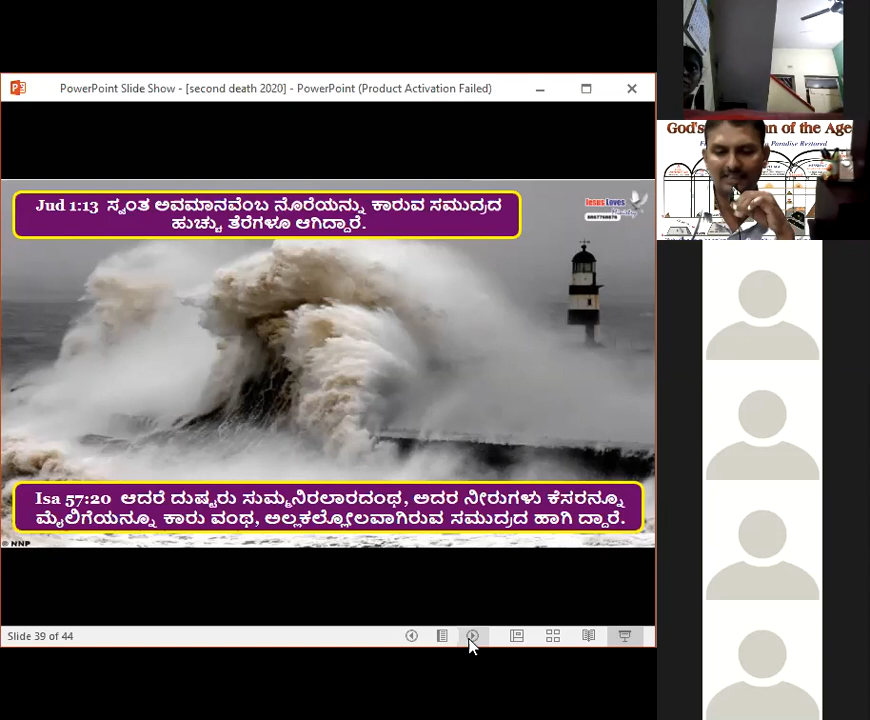 PowerPoint Slide Show - [second death 2020] - PowerPoint (Product Activation Failed)
Jud 1:13 ಸ್ವಂತ ಅವಮಾನವೆಂಬ ನೊರೆಯನ್ನು ಕಾರುವ ಸಮುದ್ರದ
ಹುಚ್ಚು ತೆರೆಗಳೂ ಆಗಿದ್ದಾರೆ.
Jesus Loves
Isa 57:20 ಆದರೆ ದುಷ್ಟರು ಸುಮ್ಮನಿರಲಾರದಂಥ, ಅದರ ನೀರುಗಳು ಕೆಸರನ್ನೂ
ಮೈಲಿಗೆಯನ್ನೂ ಕಾರು ವಂಥ, ಅಲ್ಲಕಲ್ಲೋಲವಾಗಿರುವ ಸಮುದ್ರದ ಹಾಗಿ ದ್ದಾರೆ.
© NNP
Slide 39 of 44
God's n of the Age
Paradise Restored